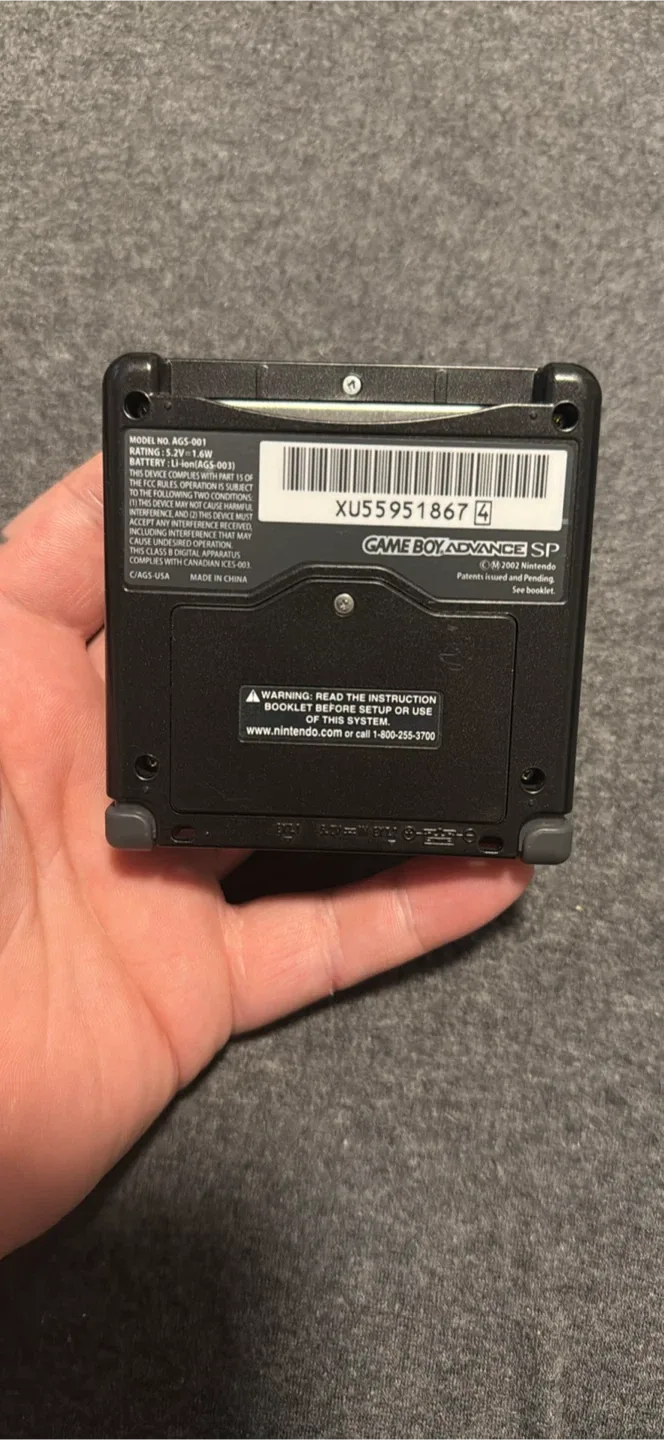 MODEL NO. AGS-001
RATING : 5.2V⎓1.6W
BATTERY : Li-ion(AGS-003)
THIS DEVICE COMPLIES WITH PART 15 OF
THE FCC RULES. OPERATION IS SUBJECT
TO THE FOLLOWING TWO CONDITIONS:
(1) THIS DEVICE MAY NOT CAUSE HARMFUL
INTERFERENCE, AND (2) THIS DEVICE MUST
ACCEPT ANY INTERFERENCE RECEIVED,
INCLUDING INTERFERENCE THAT MAY
CAUSE UNDESIRED OPERATION.
THIS CLASS B DIGITAL APPARATUS
COMPLIES WITH CANADIAN ICES-003.
C/AGS-USA MADE IN CHINA
XU55951867 4
GAME BOY ADVANCE SP
©Ⓜ 2002 Nintendo
Patents issued and Pending,
See booklet.
⚠ WARNING: READ THE INSTRUCTION
BOOKLET BEFORE SETUP OR USE
OF THIS SYSTEM.
www.nintendo.com or call 1-800-255-3700